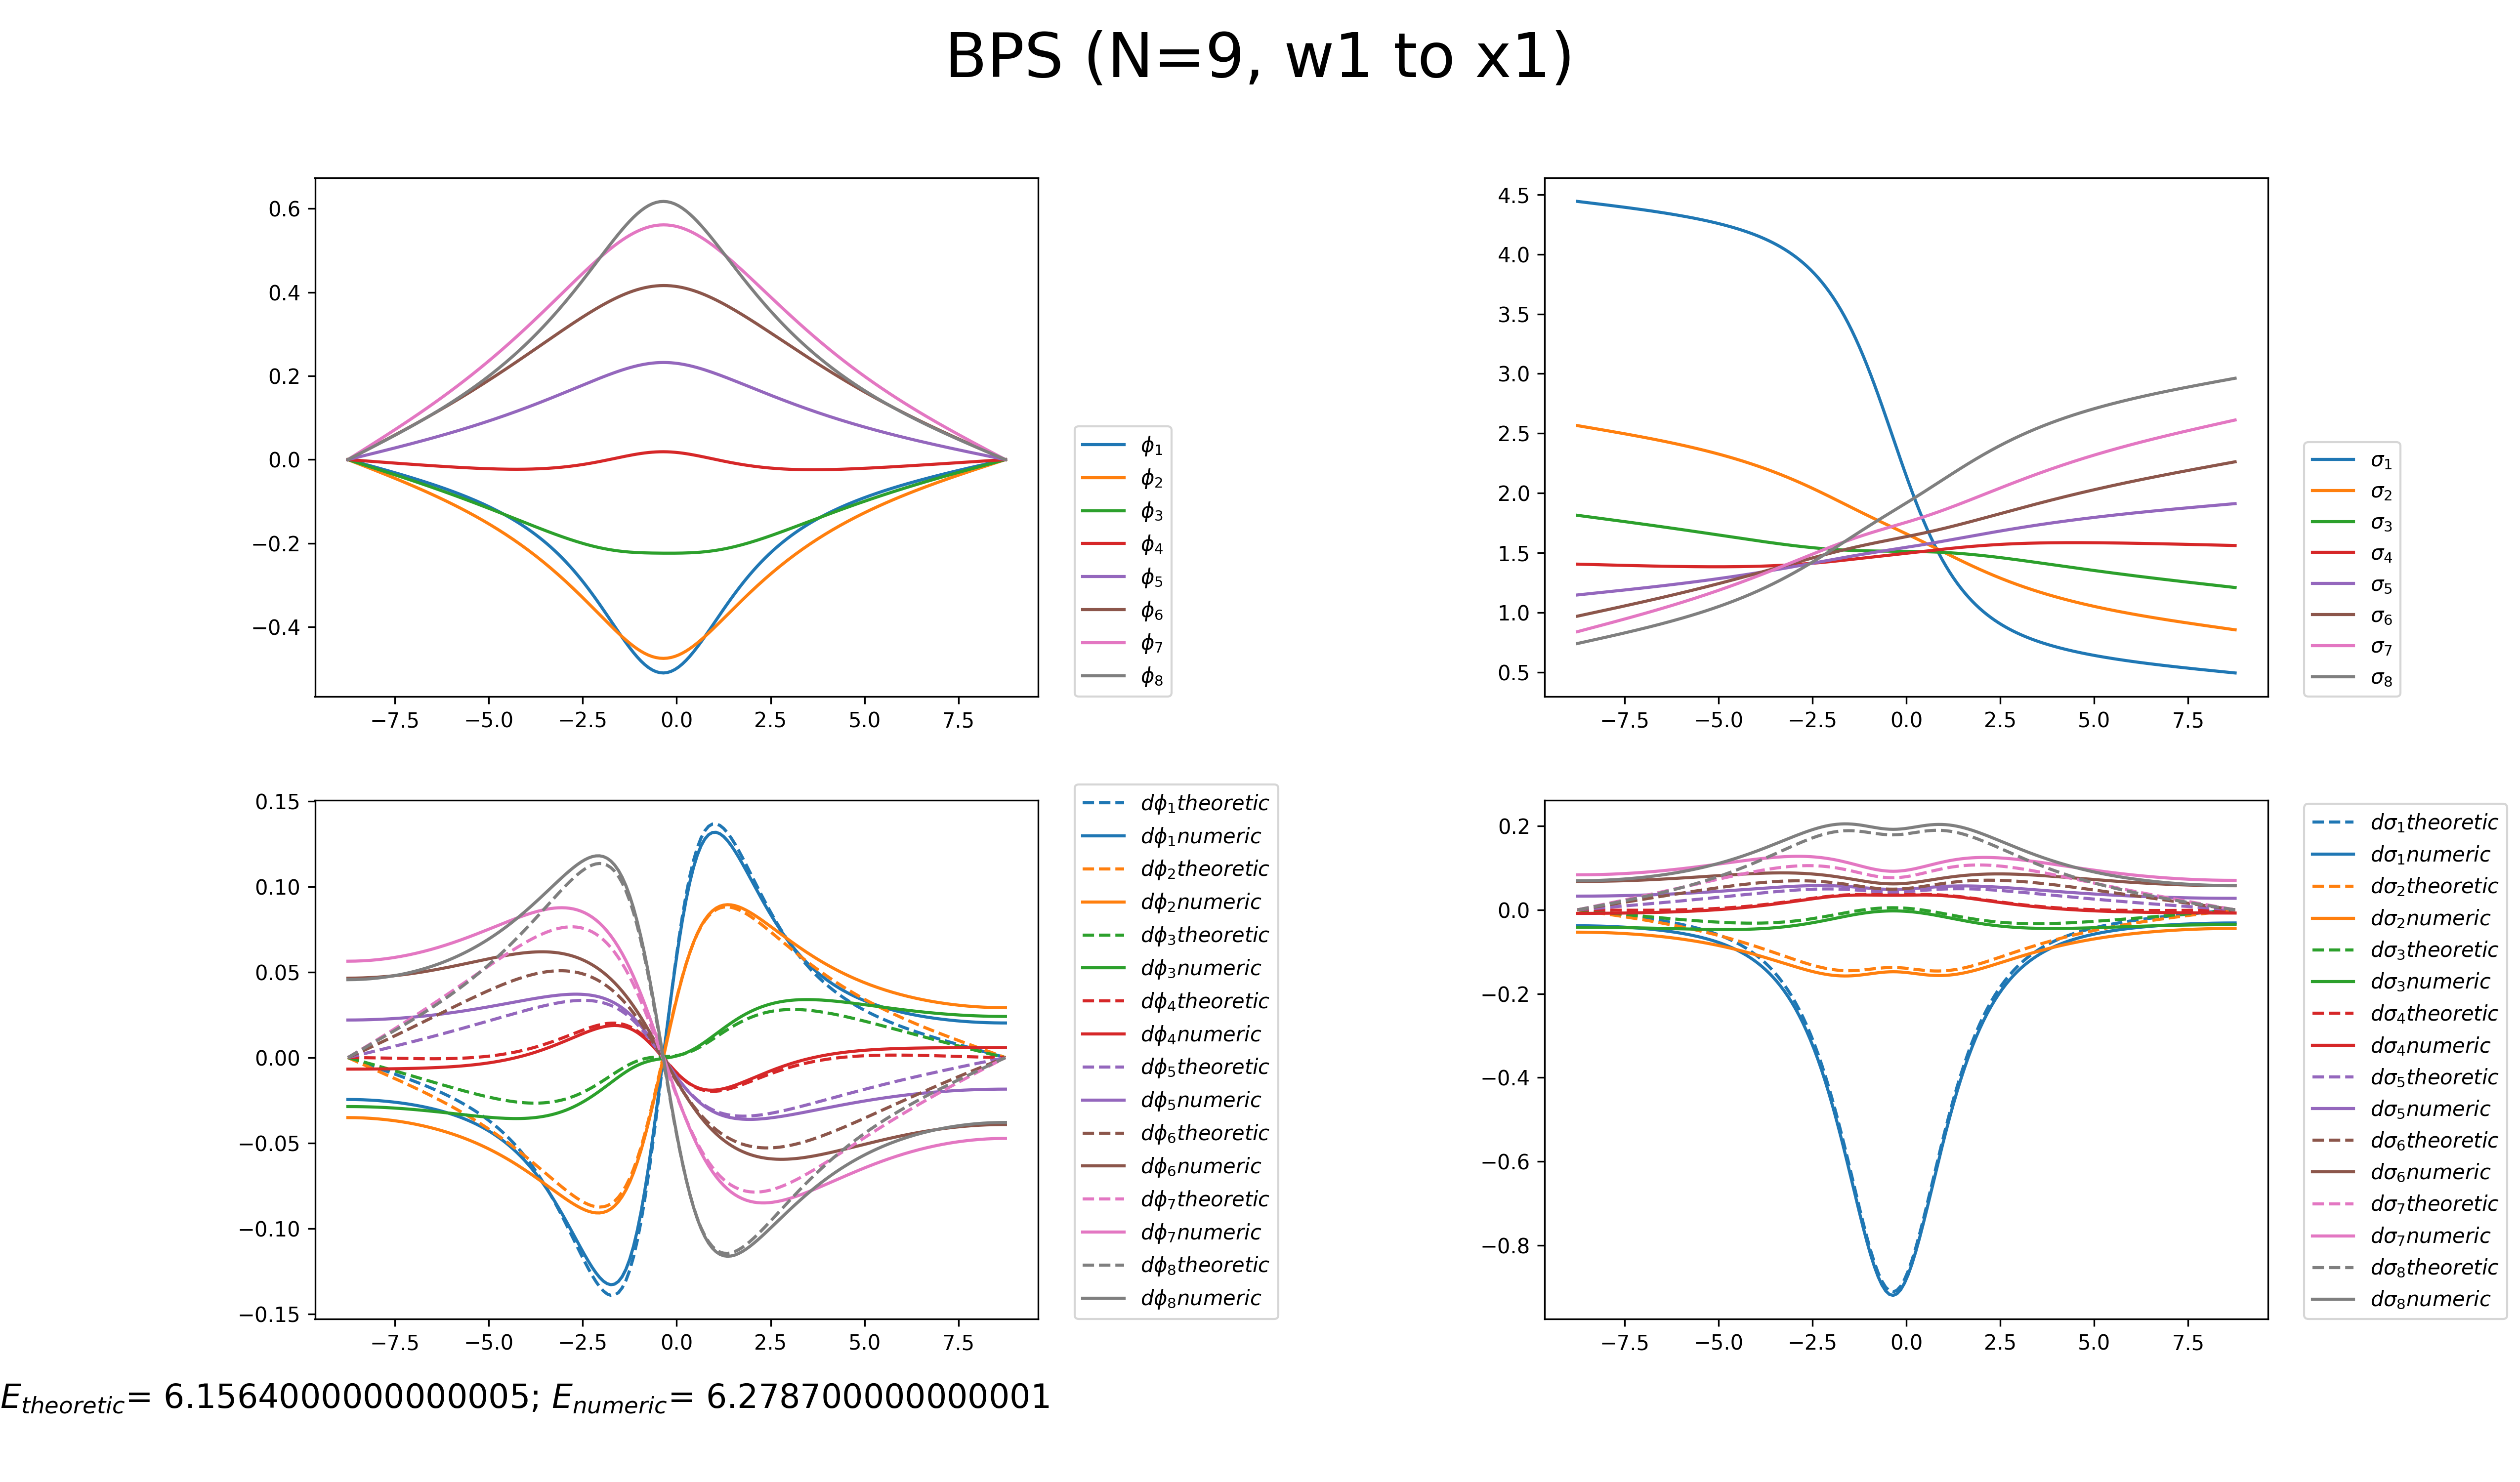 BPS (N=9, w1 to x1)
0.6
0.4
0.2
0.0
−0.2
−0.4
−7.5 −5.0 −2.5 0.0 2.5 5.0 7.5
ϕ1
ϕ2
ϕ3
ϕ4
ϕ5
ϕ6
ϕ7
ϕ8
4.5
4.0
3.5
3.0
2.5
2.0
1.5
1.0
0.5
−7.5 −5.0 −2.5 0.0 2.5 5.0 7.5
σ1
σ2
σ3
σ4
σ5
σ6
σ7
σ8
0.15
0.10
0.05
0.00
−0.05
−0.10
−0.15
−7.5 −5.0 −2.5 0.0 2.5 5.0 7.5
dϕ1theoretic
dϕ1numeric
dϕ2theoretic
dϕ2numeric
dϕ3theoretic
dϕ3numeric
dϕ4theoretic
dϕ4numeric
dϕ5theoretic
dϕ5numeric
dϕ6theoretic
dϕ6numeric
dϕ7theoretic
dϕ7numeric
dϕ8theoretic
dϕ8numeric
0.2
0.0
−0.2
−0.4
−0.6
−0.8
−7.5 −5.0 −2.5 0.0 2.5 5.0 7.5
dσ1theoretic
dσ1numeric
dσ2theoretic
dσ2numeric
dσ3theoretic
dσ3numeric
dσ4theoretic
dσ4numeric
dσ5theoretic
dσ5numeric
dσ6theoretic
dσ6numeric
dσ7theoretic
dσ7numeric
dσ8theoretic
dσ8numeric
Etheoretic= 6.1564000000000005; Enumeric= 6.278700000000001